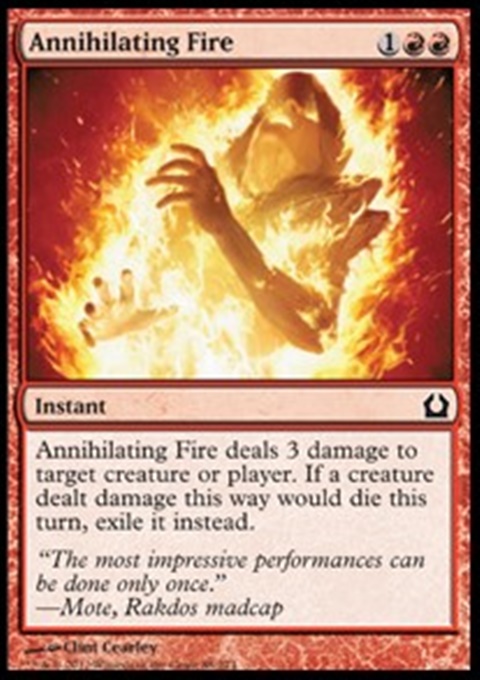 Annihilating Fire 1
Instant
Annihilating Fire deals 3 damage to
target creature or player. If a creature
dealt damage this way would die this
turn, exile it instead.
“The most impressive performances can
be done only once.”
—Mote, Rakdos madcap
Clint Cearley